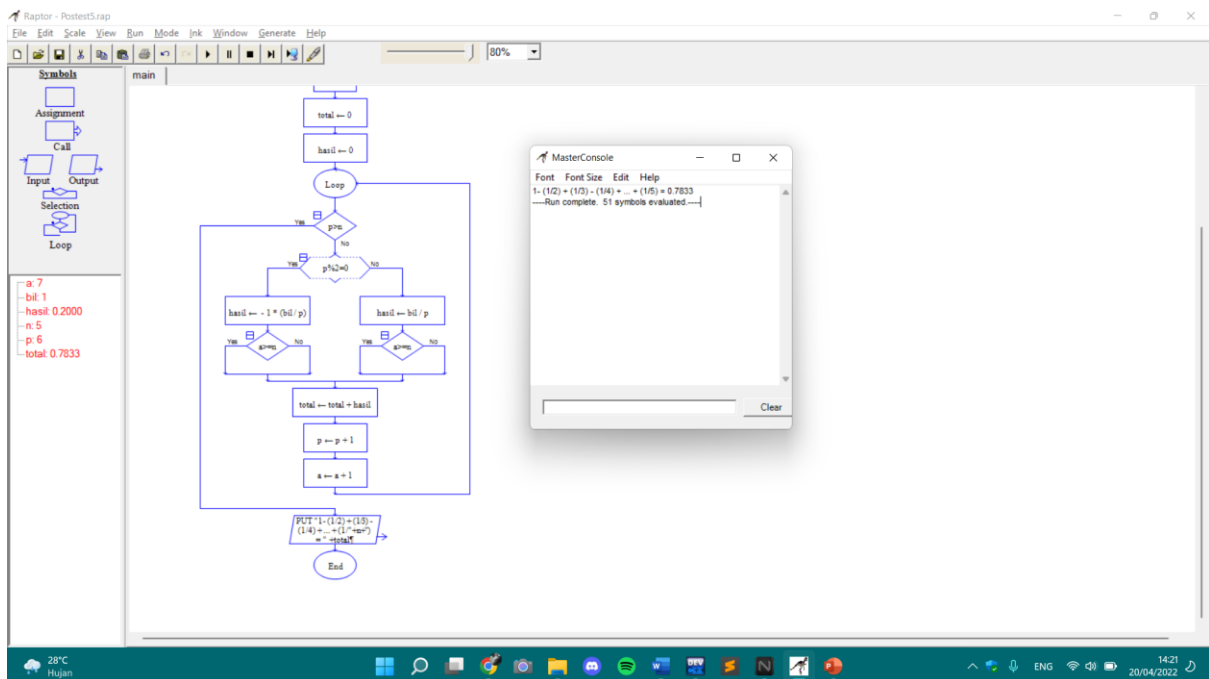 Raptor - Postest5.rap
File Edit Scale View Run Mode Ink Window Generate Help
80%
Symbols
Assignment
Call
Input Output
Selection
Loop
main
a: 7
bil: 1
hasil: 0.2000
n: 5
p: 6
total: 0.7833
total ← 0
hasil ← 0
Loop
Yes p>n
No
Yes p%2=0 No
hasil ← - 1 * (bil / p) hasil ← bil / p
Yes a>=n No Yes a>=n No
total ← total + hasil
p ← p + 1
a ← a + 1
PUT "1- (1/2) + (1/3) -
(1/4) + ... + (1/"+n+")
= " +total¶
End
MasterConsole
Font Font Size Edit Help
1- (1/2) + (1/3) - (1/4) + ... + (1/5) = 0.7833
----Run complete. 51 symbols evaluated.----
Clear
28°C
Hujan
ENG
14:21
20/04/2022